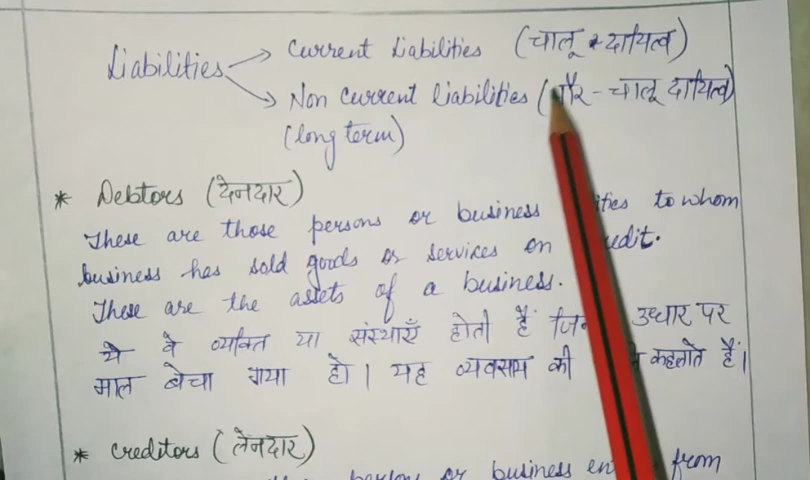 Liabilities
Current Liabilities (चालू दायित्व)
Non Current liabilities ( गैर - चालू दायित्व)
(long term)
* Debtors (देनदार)
These are those persons or business to whom
business has sold goods or services on
These are the assets of a business.
वे व्यक्ति या संस्थाएँ होती हैं उधार पर
माल बेचा गया हो। यह व्यवसाय की कहलाते हैं।
* Creditors (लेनदार)
person or business from